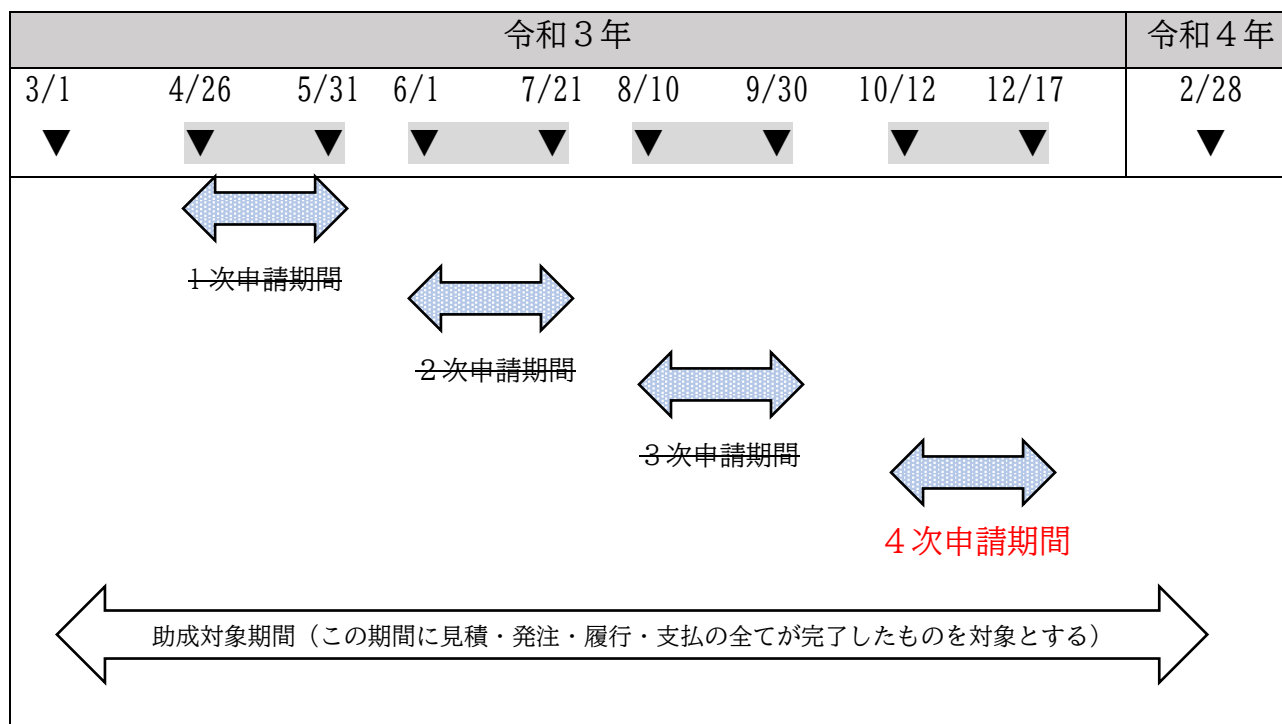 令和３年 令和４年
3/1 4/26 5/31 6/1 7/21 8/10 9/30 10/12 12/17 2/28
▼ ▼ ▼ ▼ ▼ ▼ ▼ ▼ ▼ ▼
１次申請期間
２次申請期間
３次申請期間
４次申請期間
助成対象期間（この期間に見積・発注・履行・支払の全てが完了したものを対象とする）